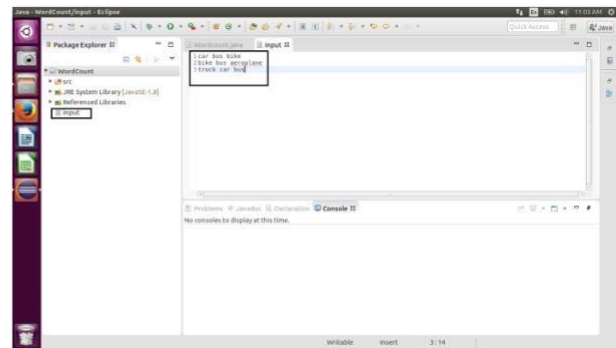 Java - WordCount/input - Eclipse
11:03 AM
Quick Access
Java
Package Explorer
WordCount.java
input
WordCount
src
JRE System Library [JavaSE-1.8]
Referenced Libraries
input
1 car bus bike
2 bike bus aeroplane
3 truck car bus
Problems @ Javadoc Declaration Console
No consoles to display at this time.
Writable Insert 3 : 14